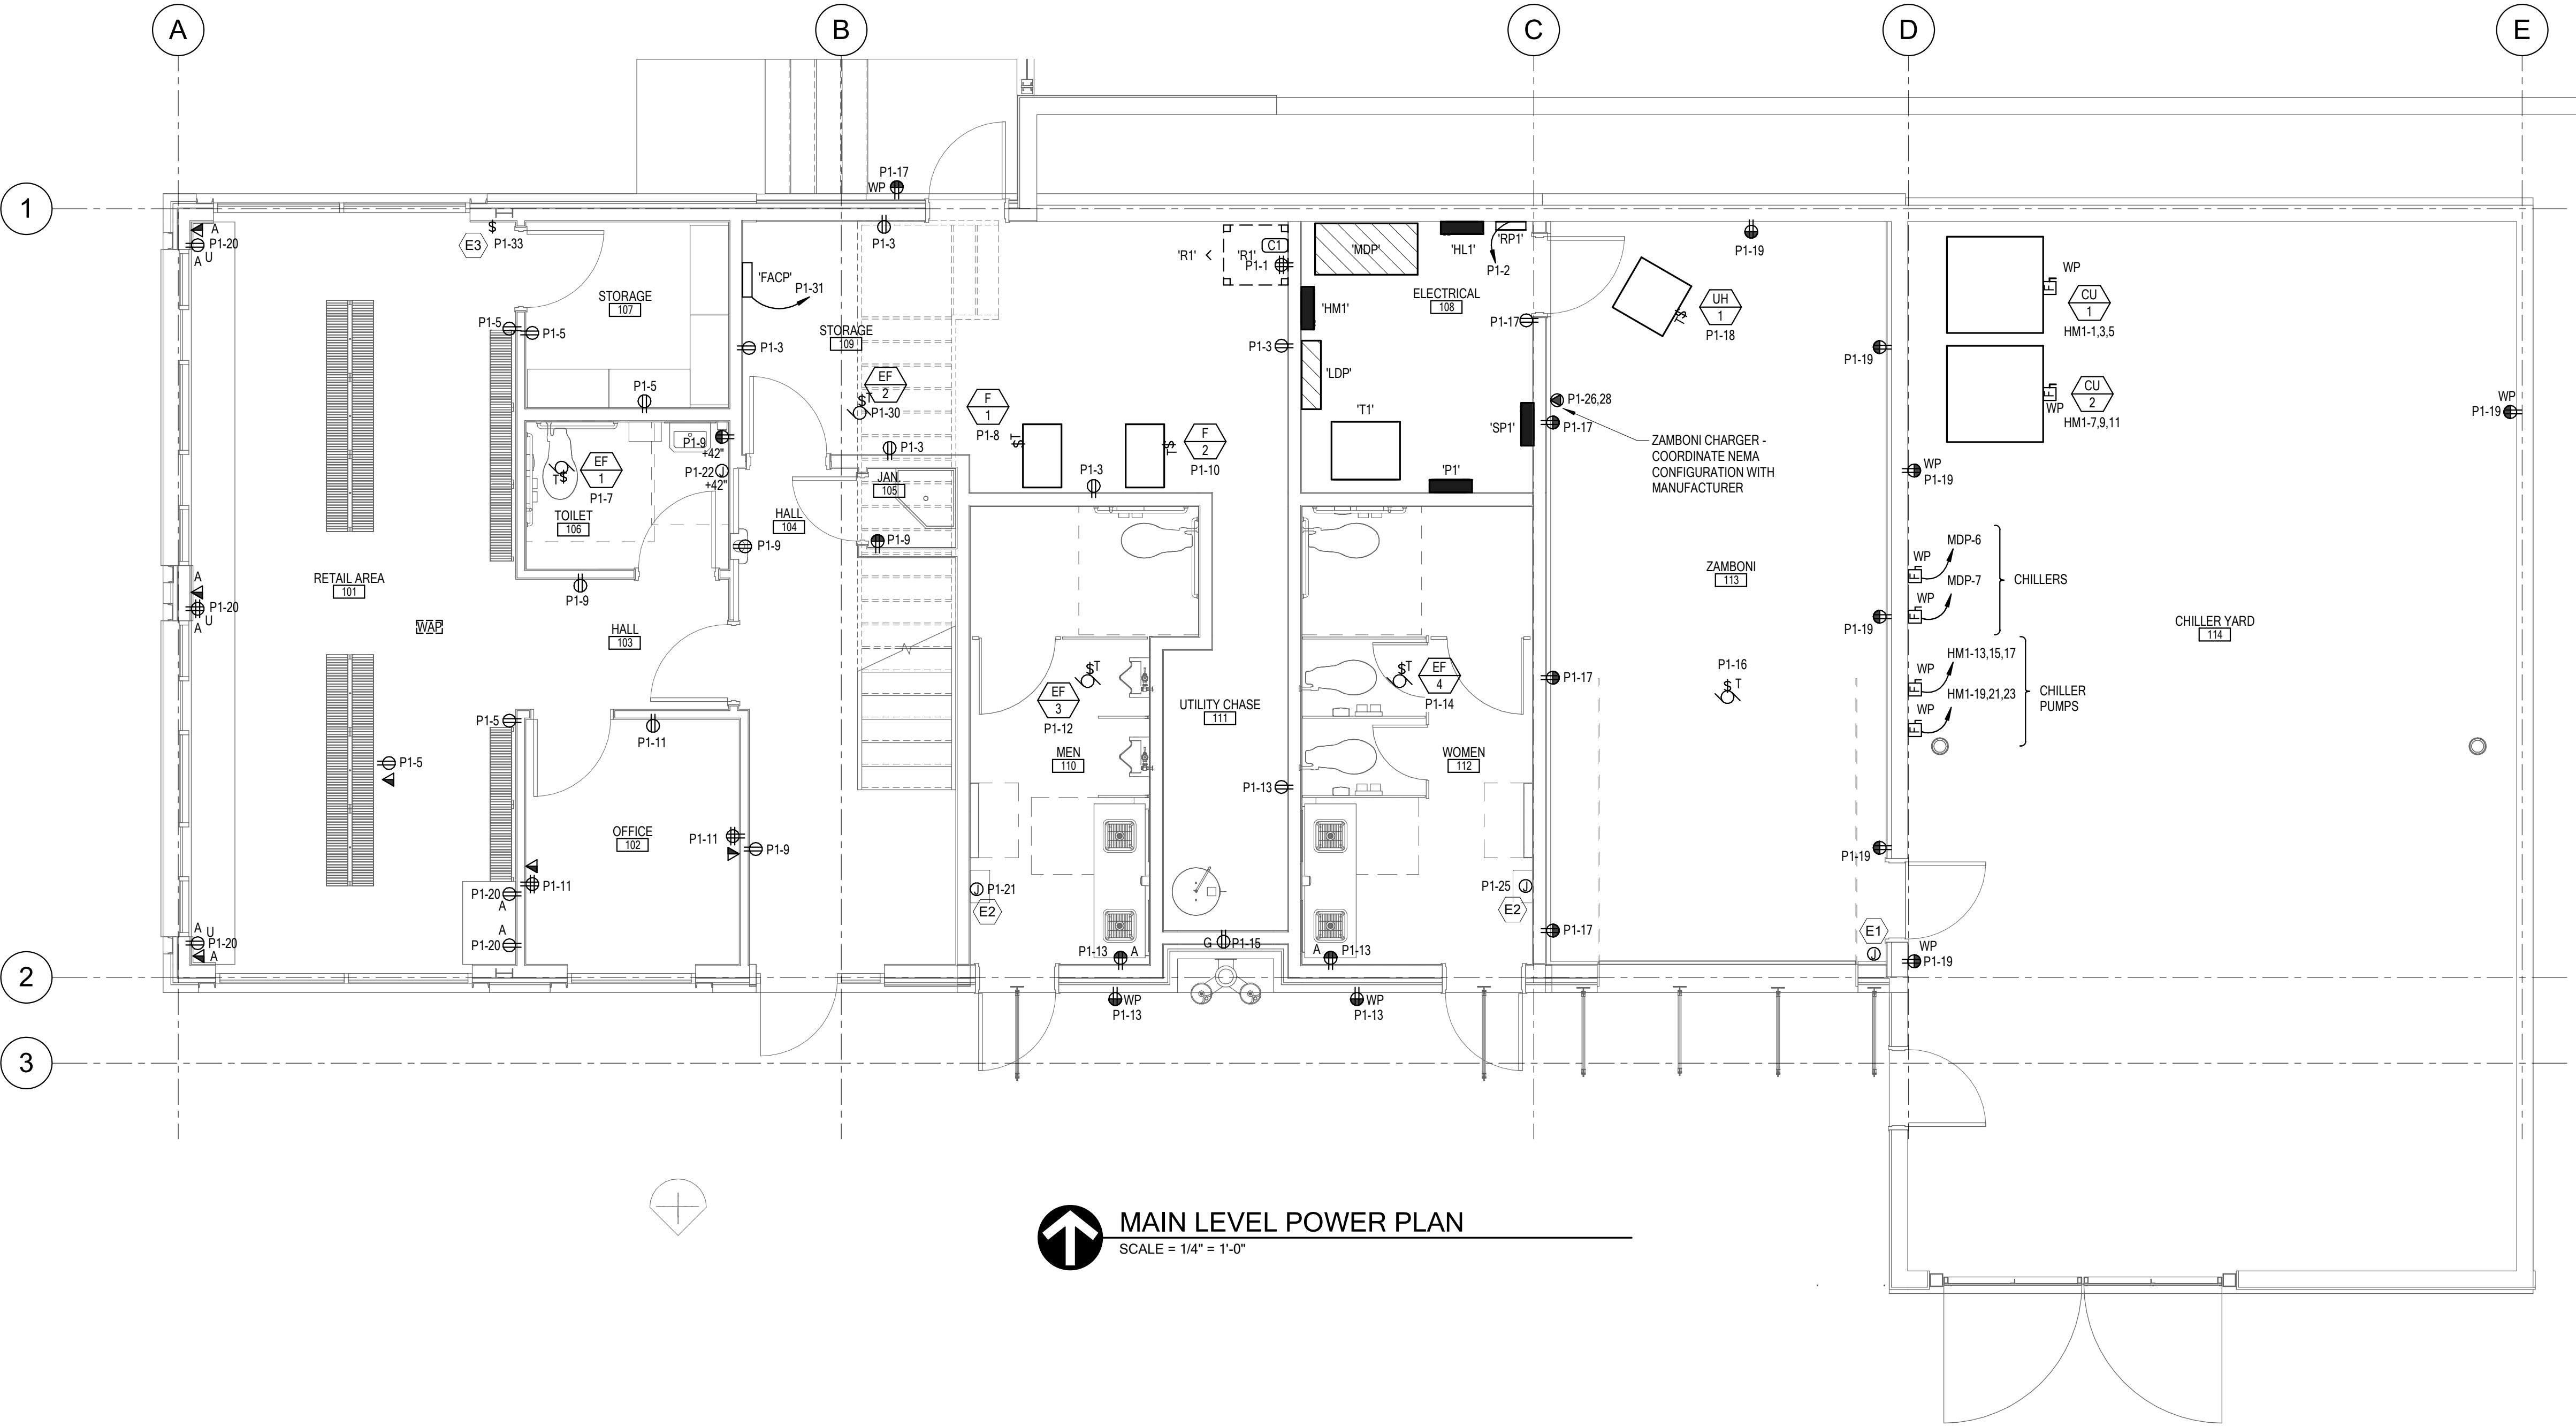 A
B
C
D
E
1
2
3
P1-17
WP
A
P1-20
U
A
E3
$
P1-33
P1-3
'FACP'
P1-31
STORAGE
107
P1-5
P1-5
P1-3
STORAGE
109
P1-5
EF
2
$T
P1-30
P1-9
+42"
P1-22 J
+42"
EF
1
T$
P1-7
TOILET
106
P1-3
JAN
105
HALL
104
P1-9
P1-9
P1-9
RETAIL AREA
101
A
P1-20
U
A
WAP
HALL
103
P1-5
P1-11
P1-5
OFFICE
102
P1-11
P1-9
P1-11
P1-20
A
A
P1-20
A
U
P1-20
A
'R1'
'R1'
C1
P1-1
'MDP'
'HL1'
'RP1'
P1-2
ELECTRICAL
108
'HM1'
P1-3
'LDP'
P1-17
F
1
P1-8
$T
P1-3
F
2
P1-10
$T
'T1'
'SP1'
'P1'
$T
EF
3
P1-12
MEN
110
UTILITY CHASE
111
P1-13
$T
EF
4
P1-14
WOMEN
112
J P1-21
E2
P1-25 J
E2
P1-13
A
G
P1-15
A
P1-13
WP
P1-13
WP
P1-13
P1-19
UH
1
P1-18
T$
P1-19
P1-26,28
P1-17
ZAMBONI CHARGER -
COORDINATE NEMA
CONFIGURATION WITH
MANUFACTURER
ZAMBONI
113
P1-19
P1-17
P1-16
$T
P1-19
P1-17
E1
J
WP
P1-19
F
WP
CU
1
HM1-1,3,5
F
WP
CU
2
HM1-7,9,11
WP
P1-19
WP
P1-19
MDP-6
WP
F
MDP-7
WP
F
CHILLERS
CHILLER YARD
114
HM1-13,15,17
WP
F
HM1-19,21,23
WP
F
CHILLER
PUMPS
MAIN LEVEL POWER PLAN
SCALE = 1/4" = 1'-0"